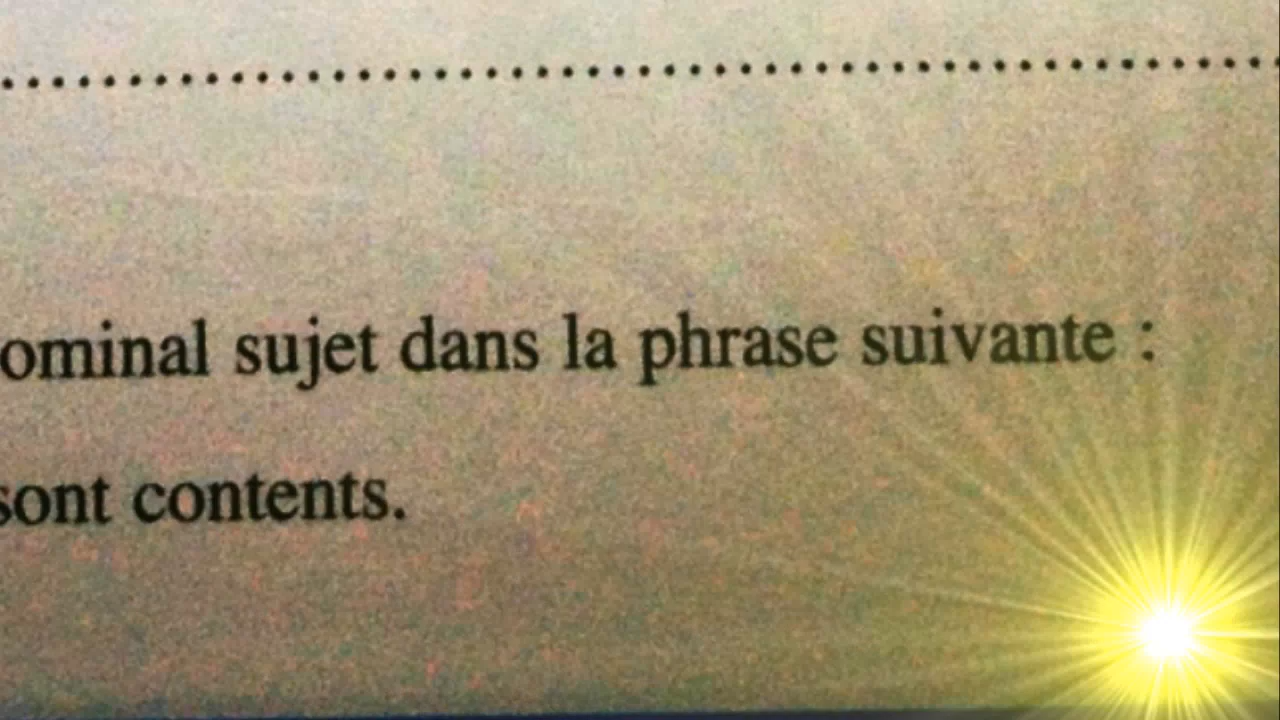 ominal sujet dans la phrase suivante :
sont contents.